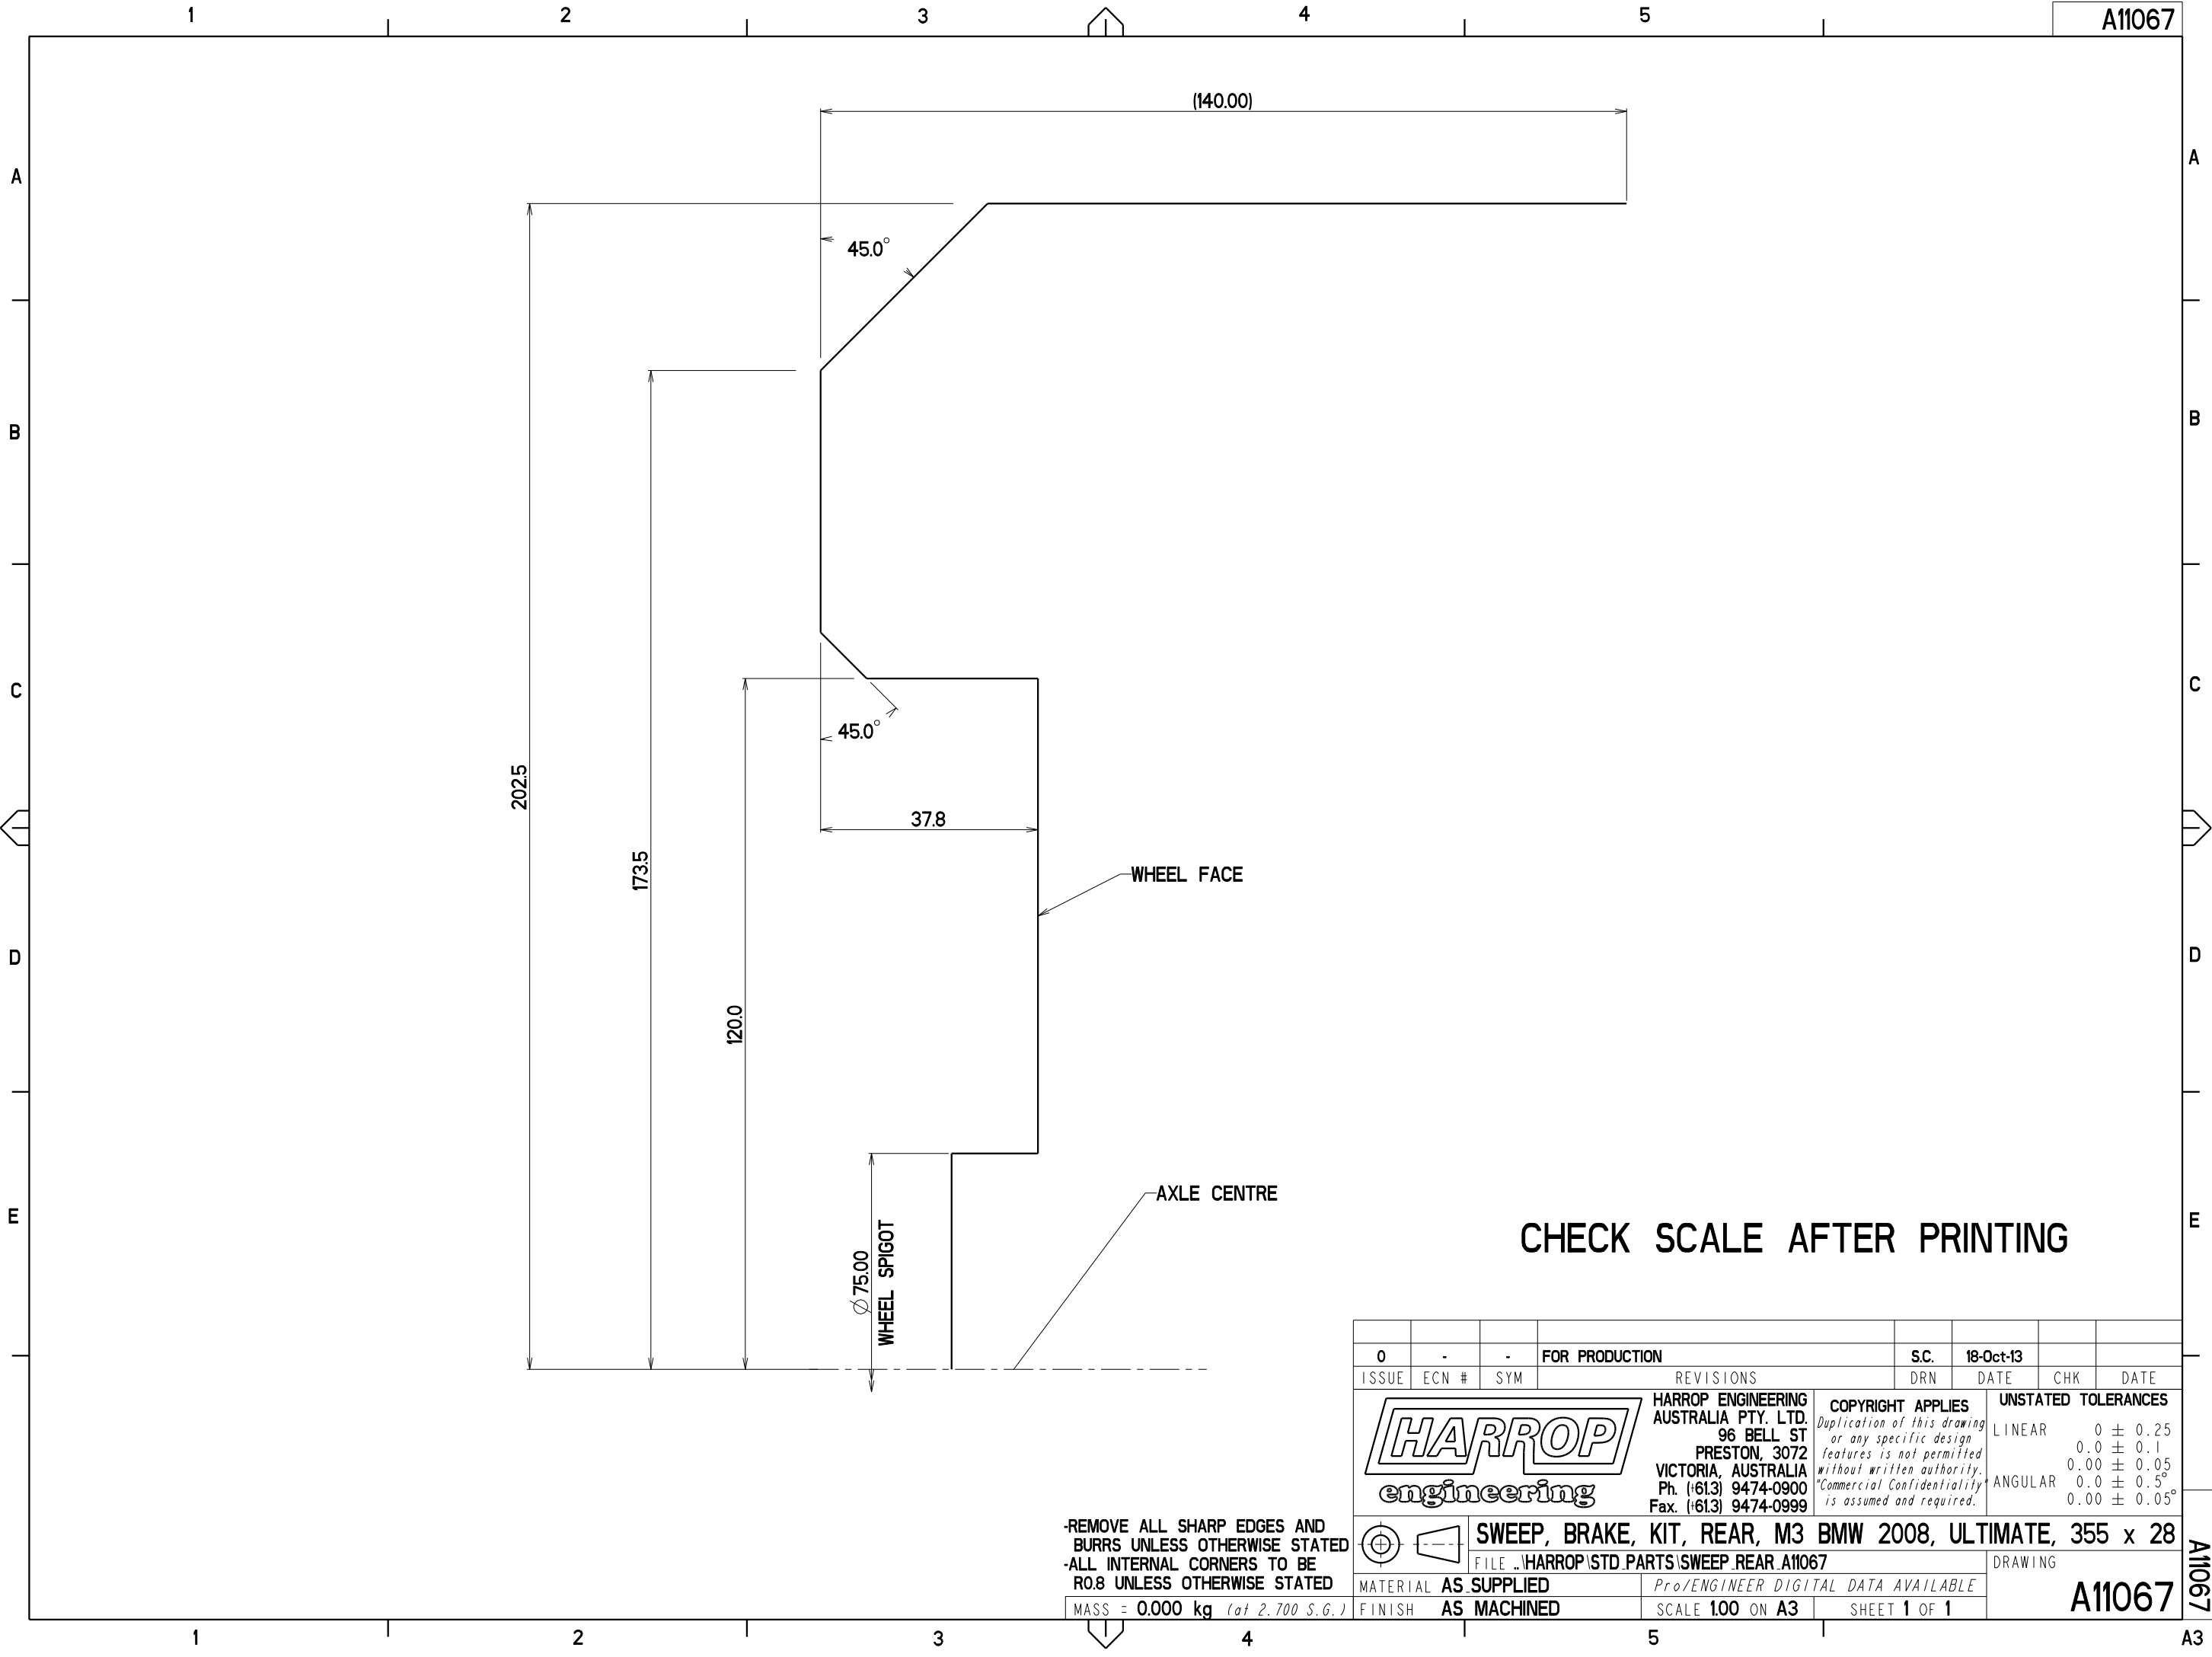 1 2 3 4 5
A11067
(140.00)
A A
45.0°
B B
C C
45.0°
202.5
37.8
173.5
WHEEL FACE
D D
120.0
AXLE CENTRE
E E
Ø 75.00
WHEEL SPIGOT
CHECK SCALE AFTER PRINTING
0 - - FOR PRODUCTION S.C. 18-Oct-13
ISSUE ECN # SYM REVISIONS DRN DATE CHK DATE
HARROP
engineering
HARROP ENGINEERING
AUSTRALIA PTY. LTD.
96 BELL ST
PRESTON, 3072
VICTORIA, AUSTRALIA
Ph. (+61.3) 9474-0900
Fax. (+61.3) 9474-0999
COPYRIGHT APPLIES
Duplication of this drawing
or any specific design
features is not permitted
without written authority.
"Commercial Confidentiality"
is assumed and required.
UNSTATED TOLERANCES
LINEAR 0 ± 0.25
0.0 ± 0.1
0.00 ± 0.05
ANGULAR 0.0 ± 0.5°
0.00 ± 0.05°
-REMOVE ALL SHARP EDGES AND
BURRS UNLESS OTHERWISE STATED
-ALL INTERNAL CORNERS TO BE
R0.8 UNLESS OTHERWISE STATED
MASS = 0.000 kg (at 2.700 S.G.)
SWEEP, BRAKE, KIT, REAR, M3 BMW 2008, ULTIMATE, 355 x 28
FILE ..\HARROP\STD_PARTS\SWEEP_REAR_A11067
MATERIAL AS_SUPPLIED
Pro/ENGINEER DIGITAL DATA AVAILABLE
FINISH AS MACHINED
SCALE 1.00 ON A3
SHEET 1 OF 1
DRAWING
A11067
A11067
1 2 3 4 5
A3